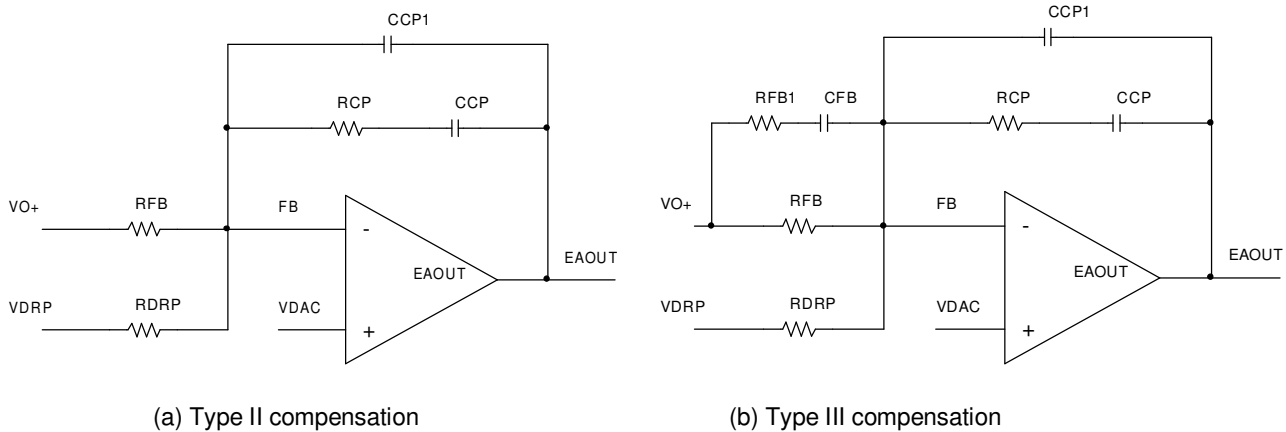 CCP1
RCP
CCP
VO+
RFB
FB
-
EAOUT
EAOUT
VDRP
RDRP
VDAC
+
(a) Type II compensation
CCP1
RFB1
CFB
RCP
CCP
VO+
RFB
FB
-
EAOUT
EAOUT
VDRP
RDRP
VDAC
+
(b) Type III compensation